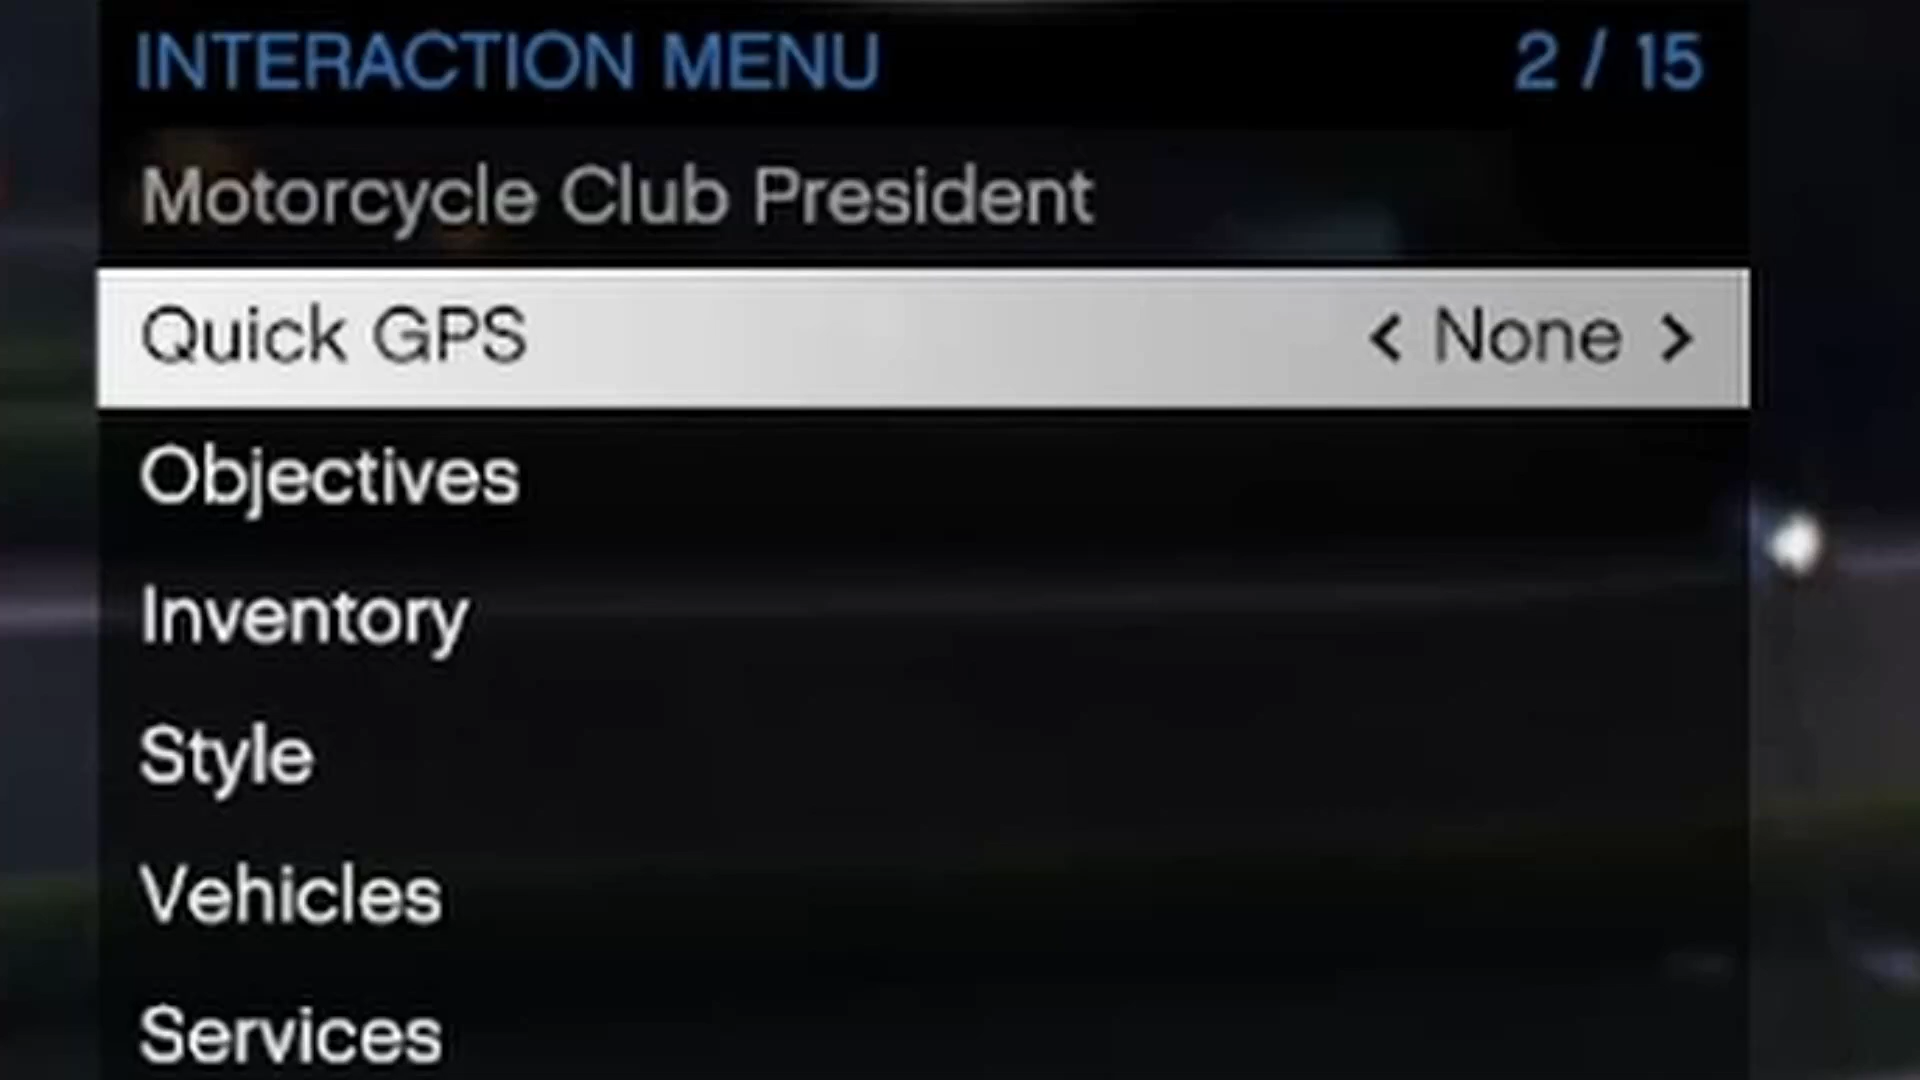 INTERACTION MENU 2 / 15
Motorcycle Club President
Quick GPS < None >
Objectives
Inventory
Style
Vehicles
Services